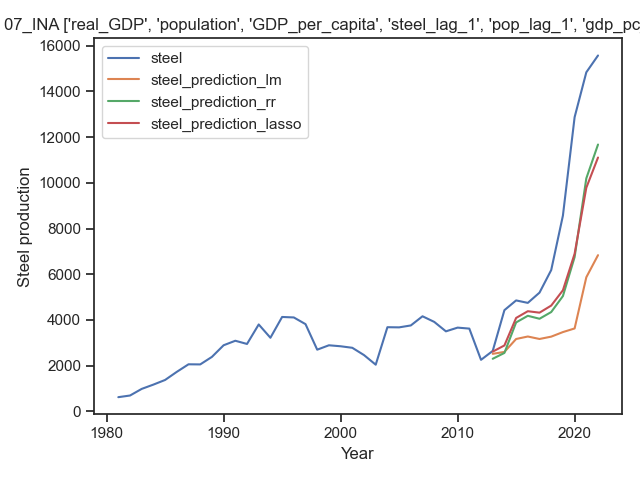 07_INA ['real_GDP', 'population', 'GDP_per_capita', 'steel_lag_1', 'pop_lag_1', 'gdp_pc
16000
14000
12000
10000
8000
6000
4000
2000
0
Steel production
steel
steel_prediction_lm
steel_prediction_rr
steel_prediction_lasso
1980 1990 2000 2010 2020
Year